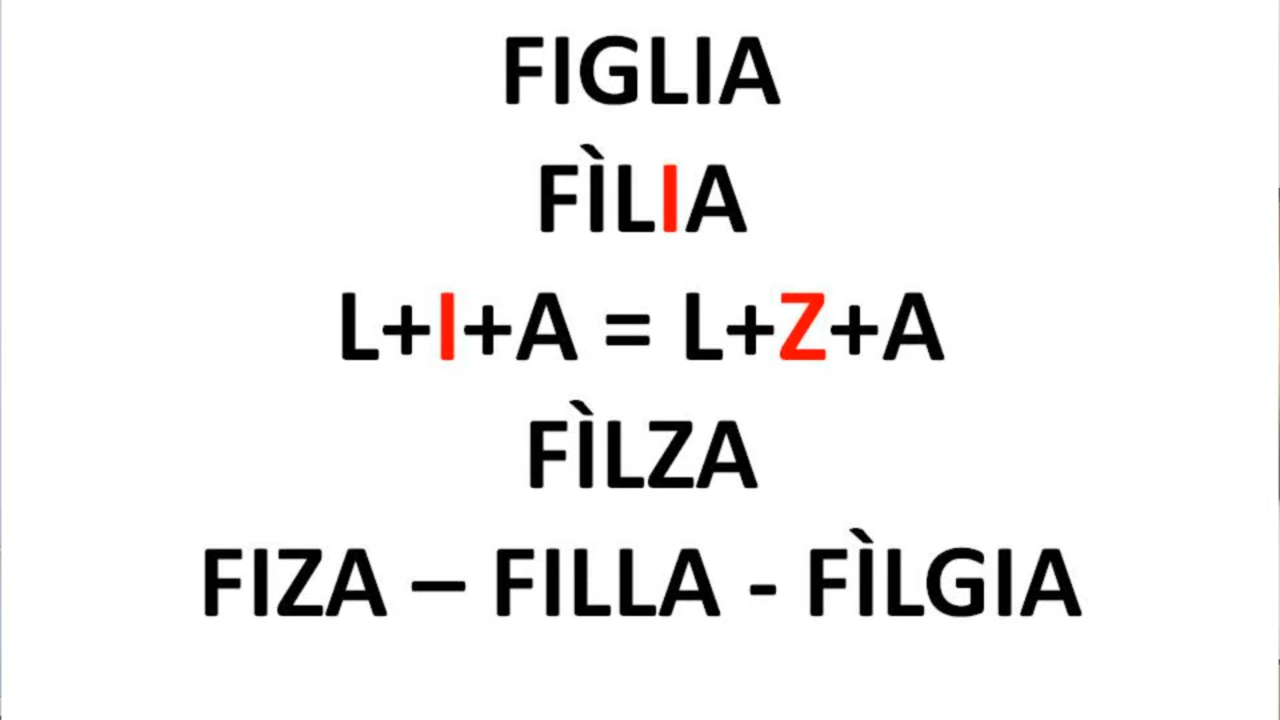 FIGLIA
FÌLIA
L+I+A = L+Z+A
FÌLZA
FIZA – FILLA - FÌLGIA